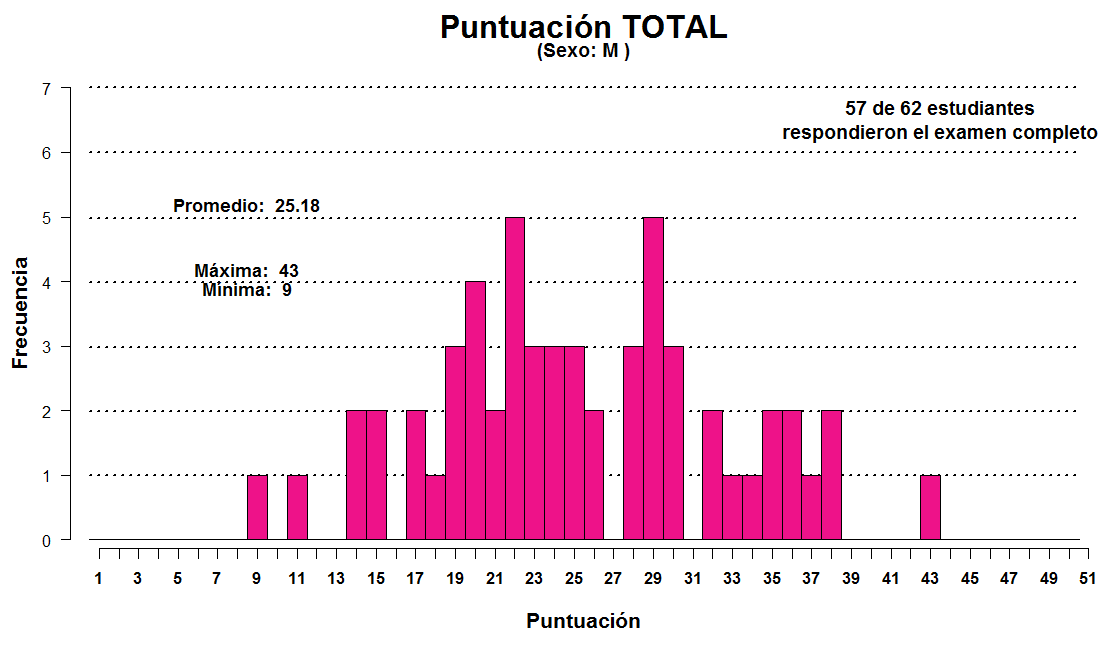 Puntuación TOTAL
(Sexo: M )
57 de 62 estudiantes
respondieron el examen completo
Promedio: 25.18
Máxima: 43
Mínima: 9
Frecuencia
7
6
5
4
3
2
1
0
1 3 5 7 9 11 13 15 17 19 21 23 25 27 29 31 33 35 37 39 41 43 45 47 49 51
Puntuación